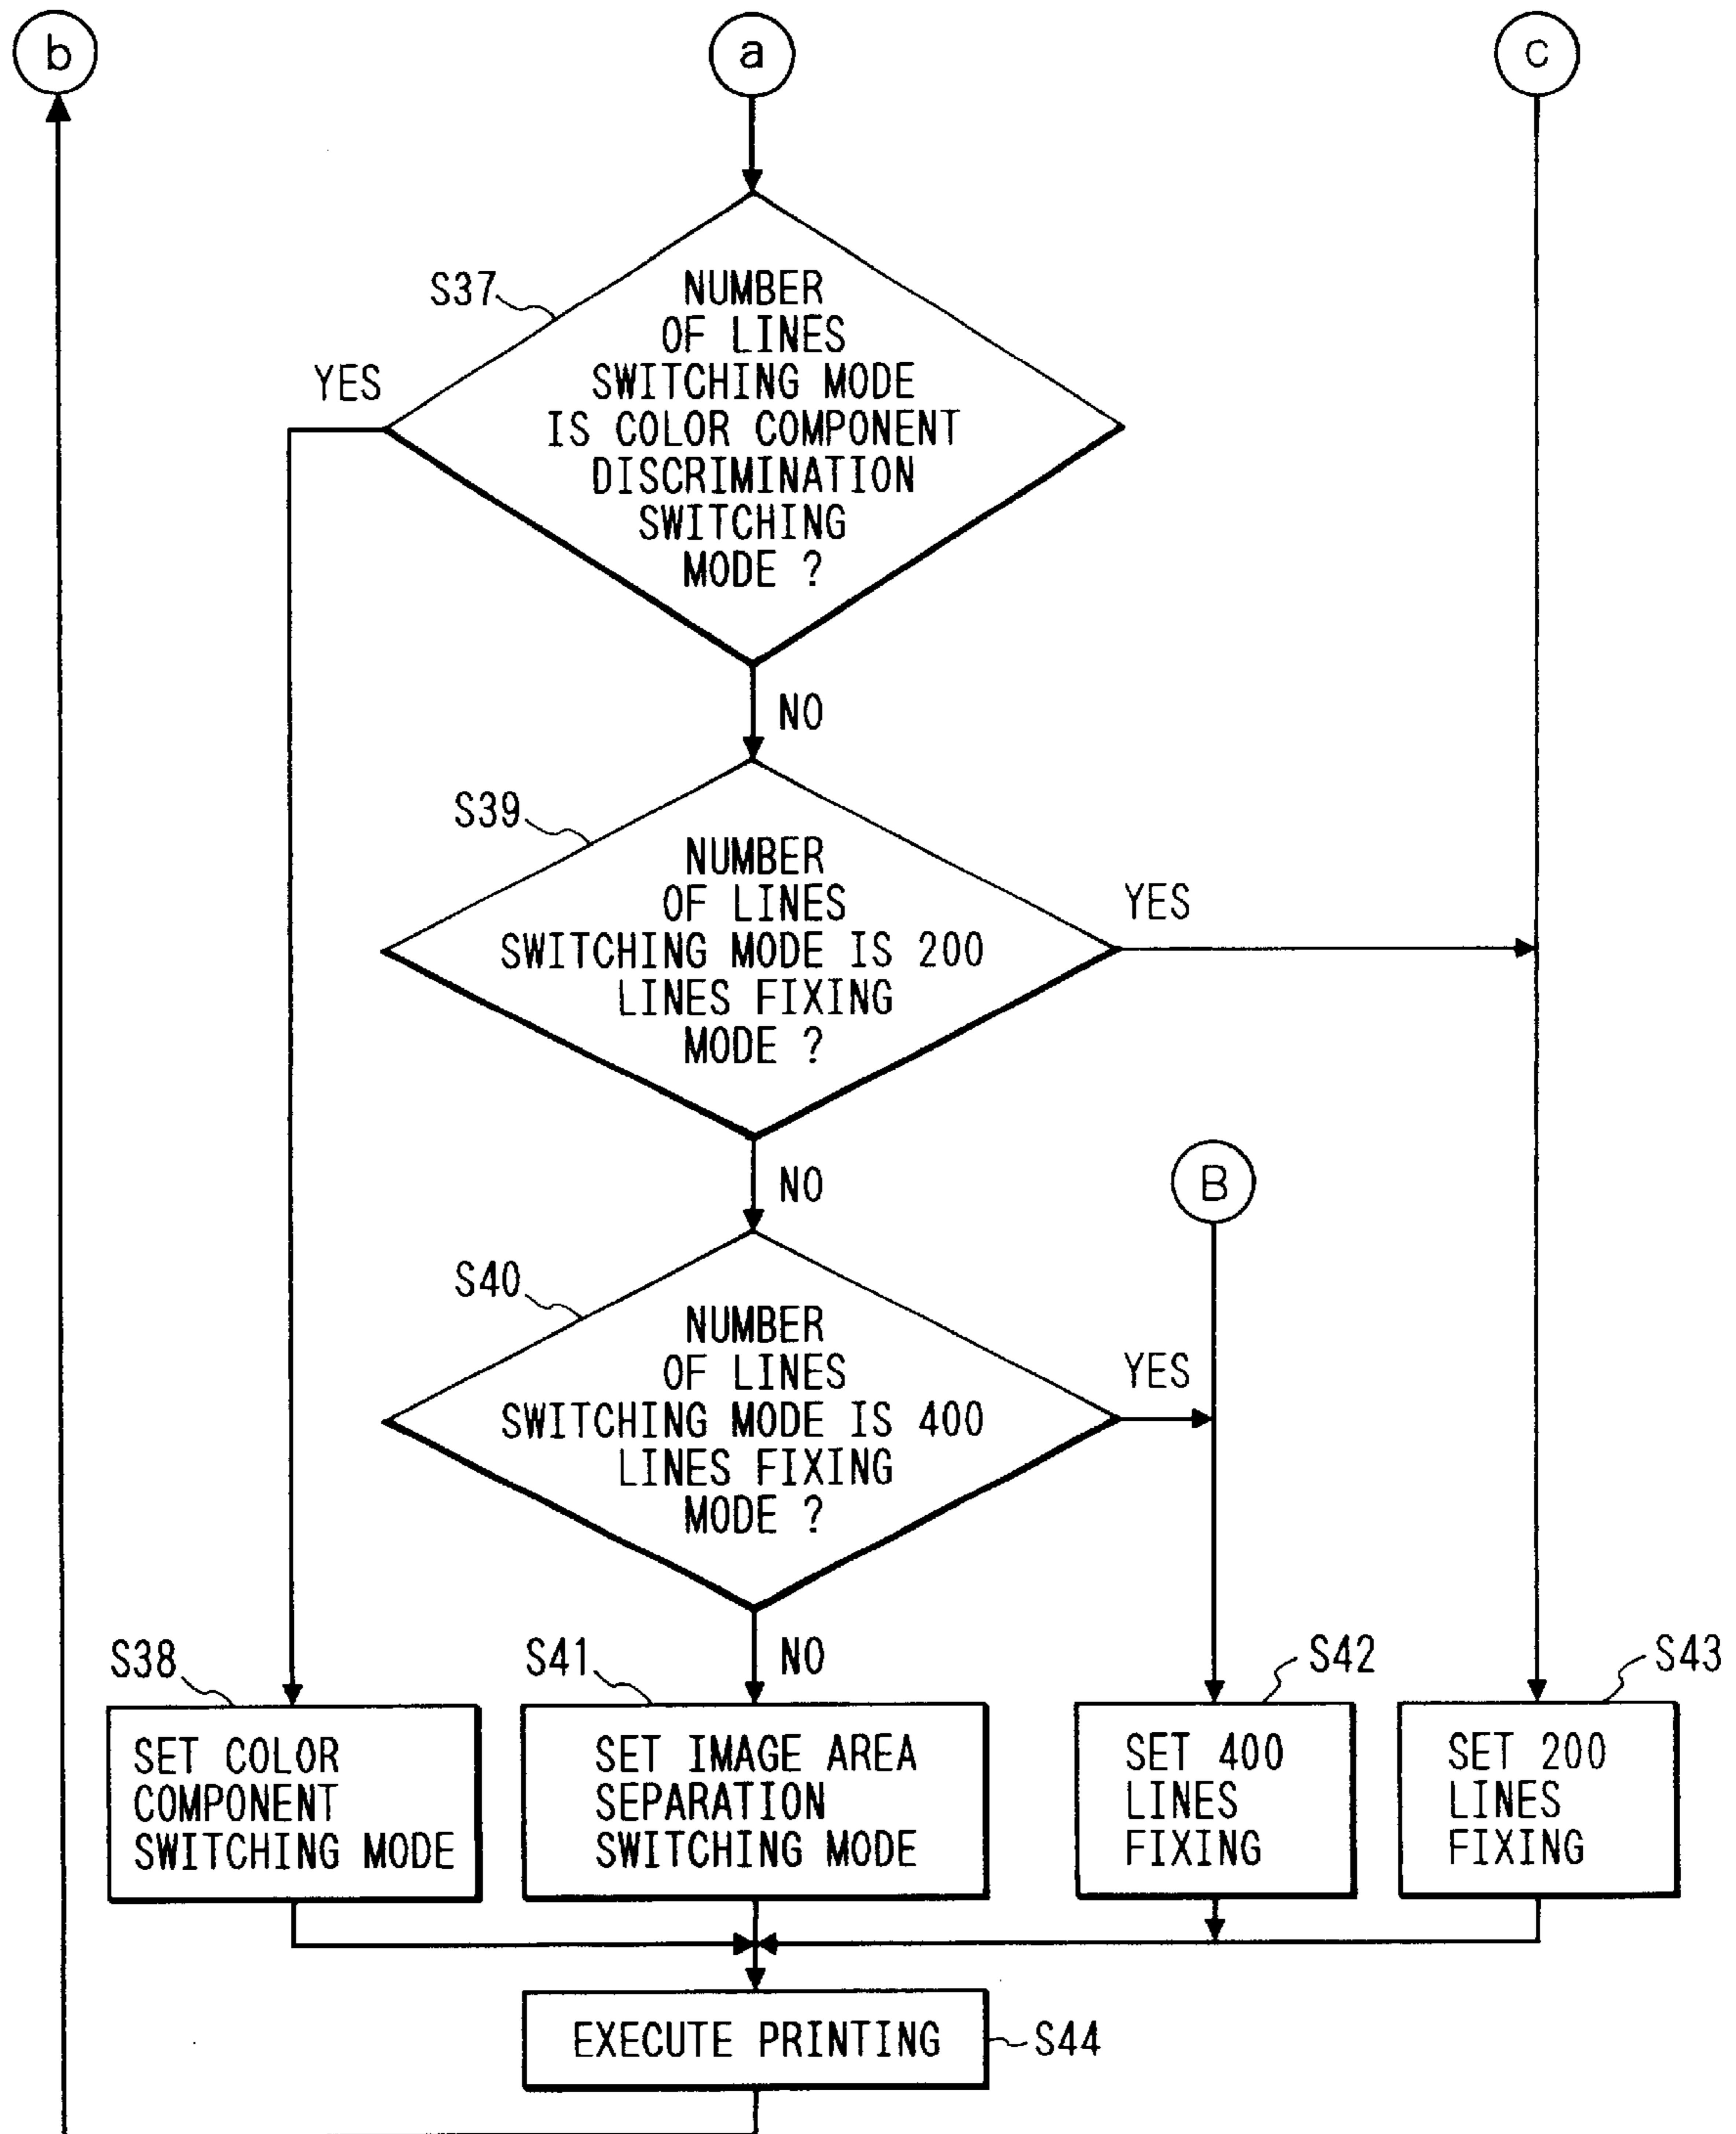 b
a
c
S37
NUMBER
OF LINES
SWITCHING MODE
IS COLOR COMPONENT
DISCRIMINATION
SWITCHING
MODE ?
YES
NO
S39
NUMBER
OF LINES
SWITCHING MODE IS 200
LINES FIXING
MODE ?
YES
NO
B
S40
NUMBER
OF LINES
SWITCHING MODE IS 400
LINES FIXING
MODE ?
YES
NO
S38
SET COLOR
COMPONENT
SWITCHING MODE
S41
SET IMAGE AREA
SEPARATION
SWITCHING MODE
S42
SET 400
LINES
FIXING
S43
SET 200
LINES
FIXING
EXECUTE PRINTING
S44